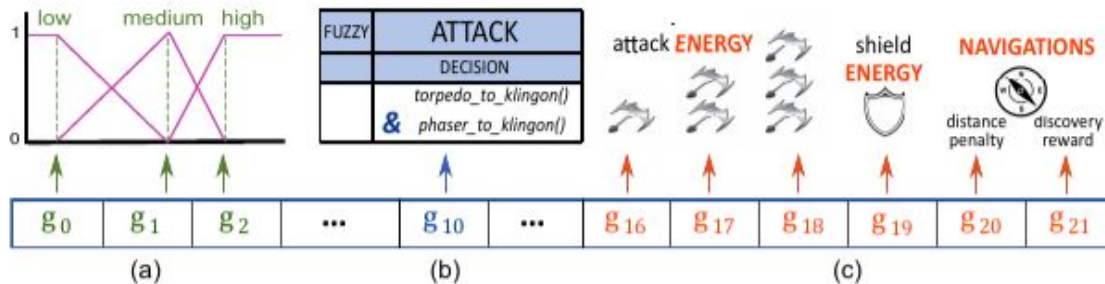 low medium high
1
0
FUZZY ATTACK
DECISION
torpedo_to_klingon()
& phaser_to_klingon()
attack ENERGY
shield
ENERGY
NAVIGATIONS
N
W E
S
distance
penalty
discovery
reward
g0 g1 g2 ... g10 ... g16 g17 g18 g19 g20 g21
(a) (b) (c)